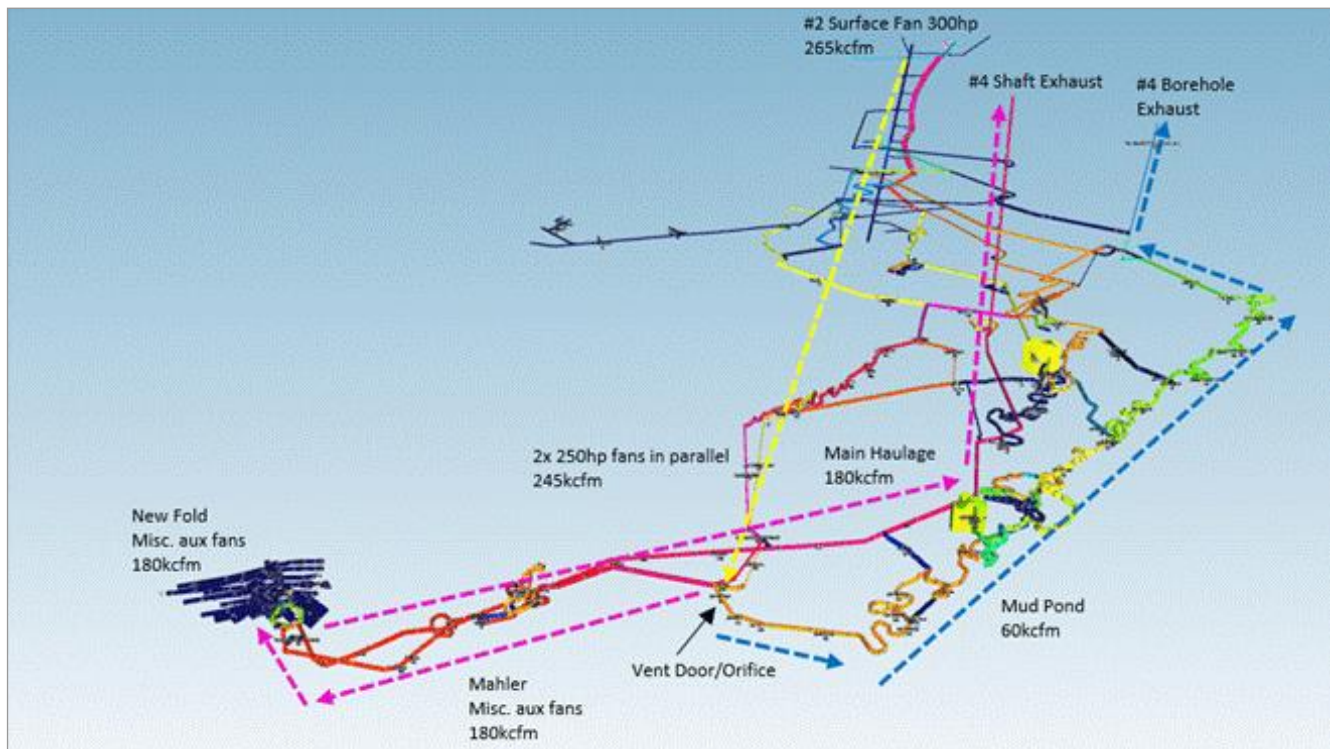 #2 Surface Fan 300hp
265kcfm
#4 Shaft Exhaust
#4 Borehole
Exhaust
2x 250hp fans in parallel
245kcfm
Main Haulage
180kcfm
New Fold
Misc. aux fans
180kcfm
Mud Pond
60kcfm
Vent Door/Orifice
Mahler
Misc. aux fans
180kcfm